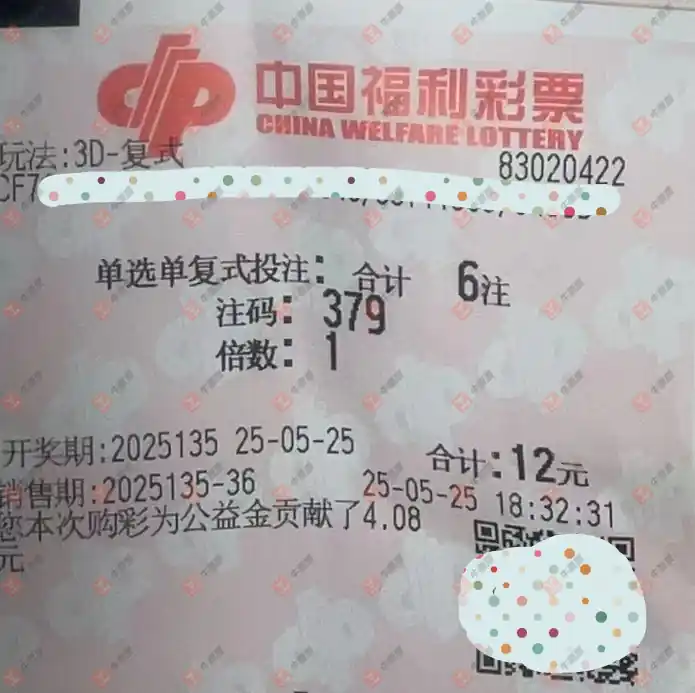 中国福利彩票
CHINA WELFARE LOTTERY
玩法:3D-复式 83020422
CF7
单选单复式投注: 合计 6注
注码: 379
倍数: 1
开奖期:2025135 25-05-25 合计:12元
销售期:2025135-36 25-05-25 18:32:31
您本次购彩为公益金贡献了4.08
元